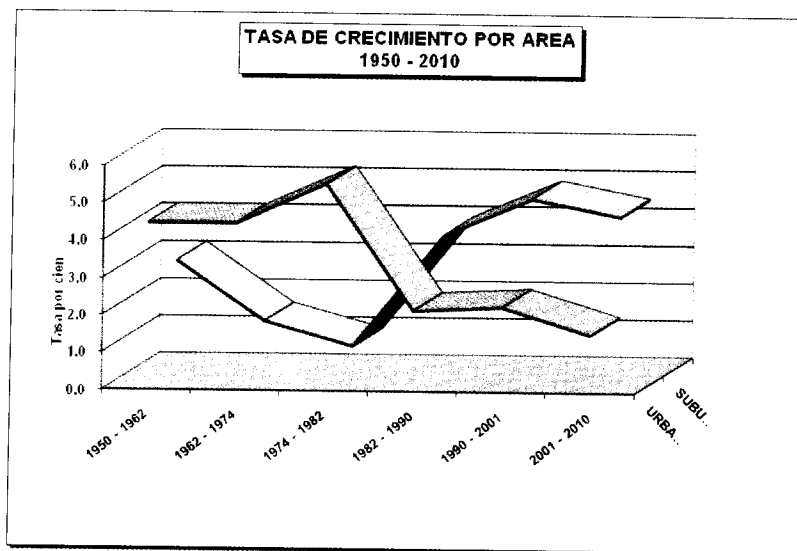 TASA DE CRECIMIENTO POR AREA
1950 - 2010
6,0
5,0
4,0
3,0
2,0
1,0
0,0
Tasa por cien
1950 - 1962
1962 - 1974
1974 - 1982
1982 - 1990
1990 - 2001
2001 - 2010
SUBU...
URBA...